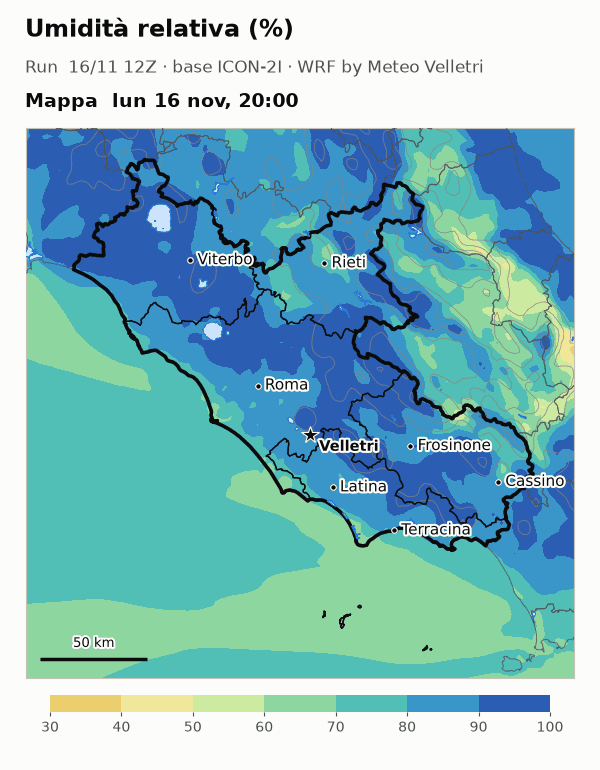 Umidità relativa (%)
Run  16/11 12Z · base ICON-2I · WRF by Meteo Velletri
Mappa  lun 16 nov, 20:00
Viterbo
Rieti
Roma
Velletri
Frosinone
Cassino
Latina
Terracina
50 km
30 40 50 60 70 80 90 100